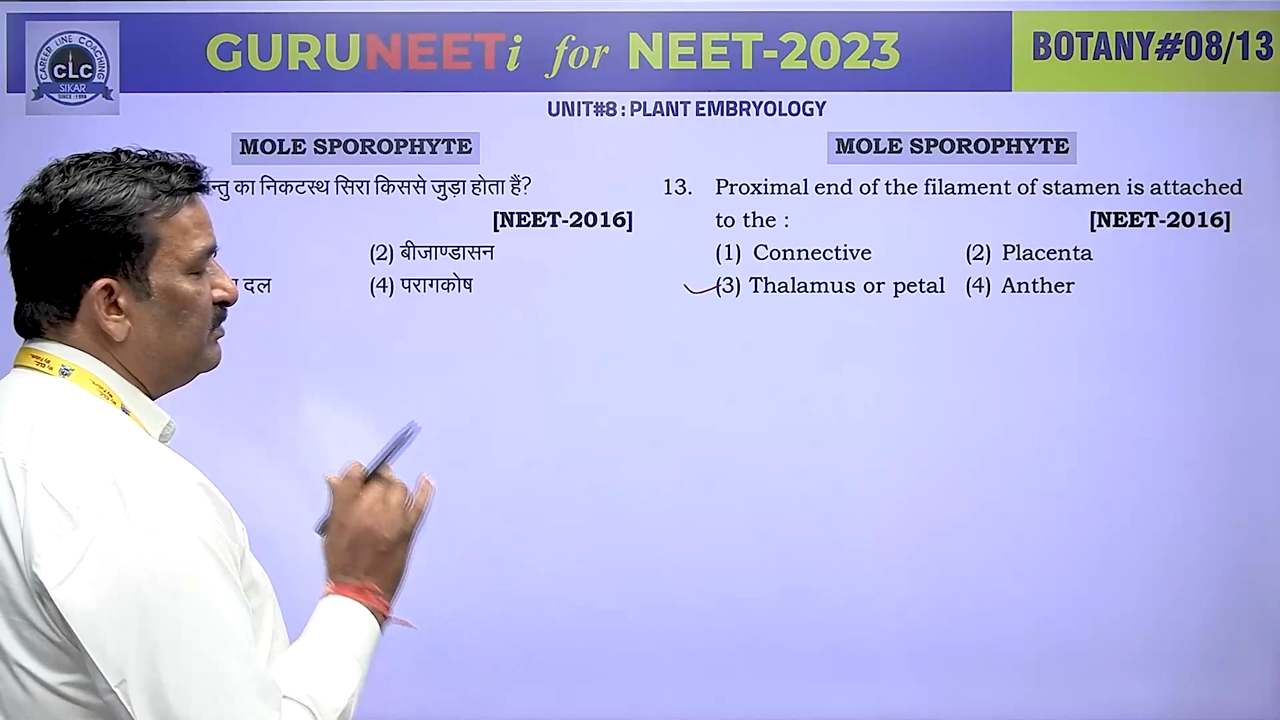 CAREER LINE COACHING
CLC
SIKAR
SINCE : 1996
GURUNEETi for NEET-2023
BOTANY#08/13
UNIT#8 : PLANT EMBRYOLOGY
MOLE SPOROPHYTE
का निकटस्थ सिरा किससे जुड़ा होता हैं?
[NEET-2016]
(2) बीजाण्डासन
दल
(4) परागकोष
MOLE SPOROPHYTE
13. Proximal end of the filament of stamen is attached
to the : [NEET-2016]
(1) Connective (2) Placenta
(3) Thalamus or petal (4) Anther